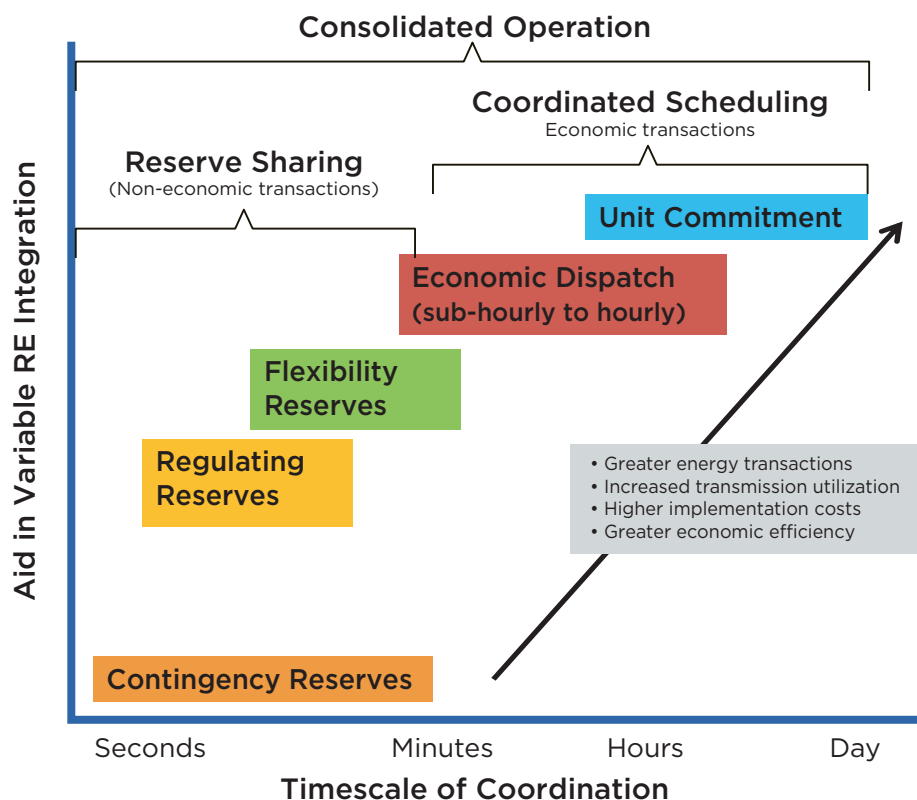 Consolidated Operation
Coordinated Scheduling
Economic transactions
Reserve Sharing
(Non-economic transactions)
Unit Commitment
Economic Dispatch
(sub-hourly to hourly)
Flexibility
Reserves
Regulating
Reserves
• Greater energy transactions
• Increased transmission utilization
• Higher implementation costs
• Greater economic efficiency
Contingency Reserves
Aid in Variable RE Integration
Seconds Minutes Hours Day
Timescale of Coordination